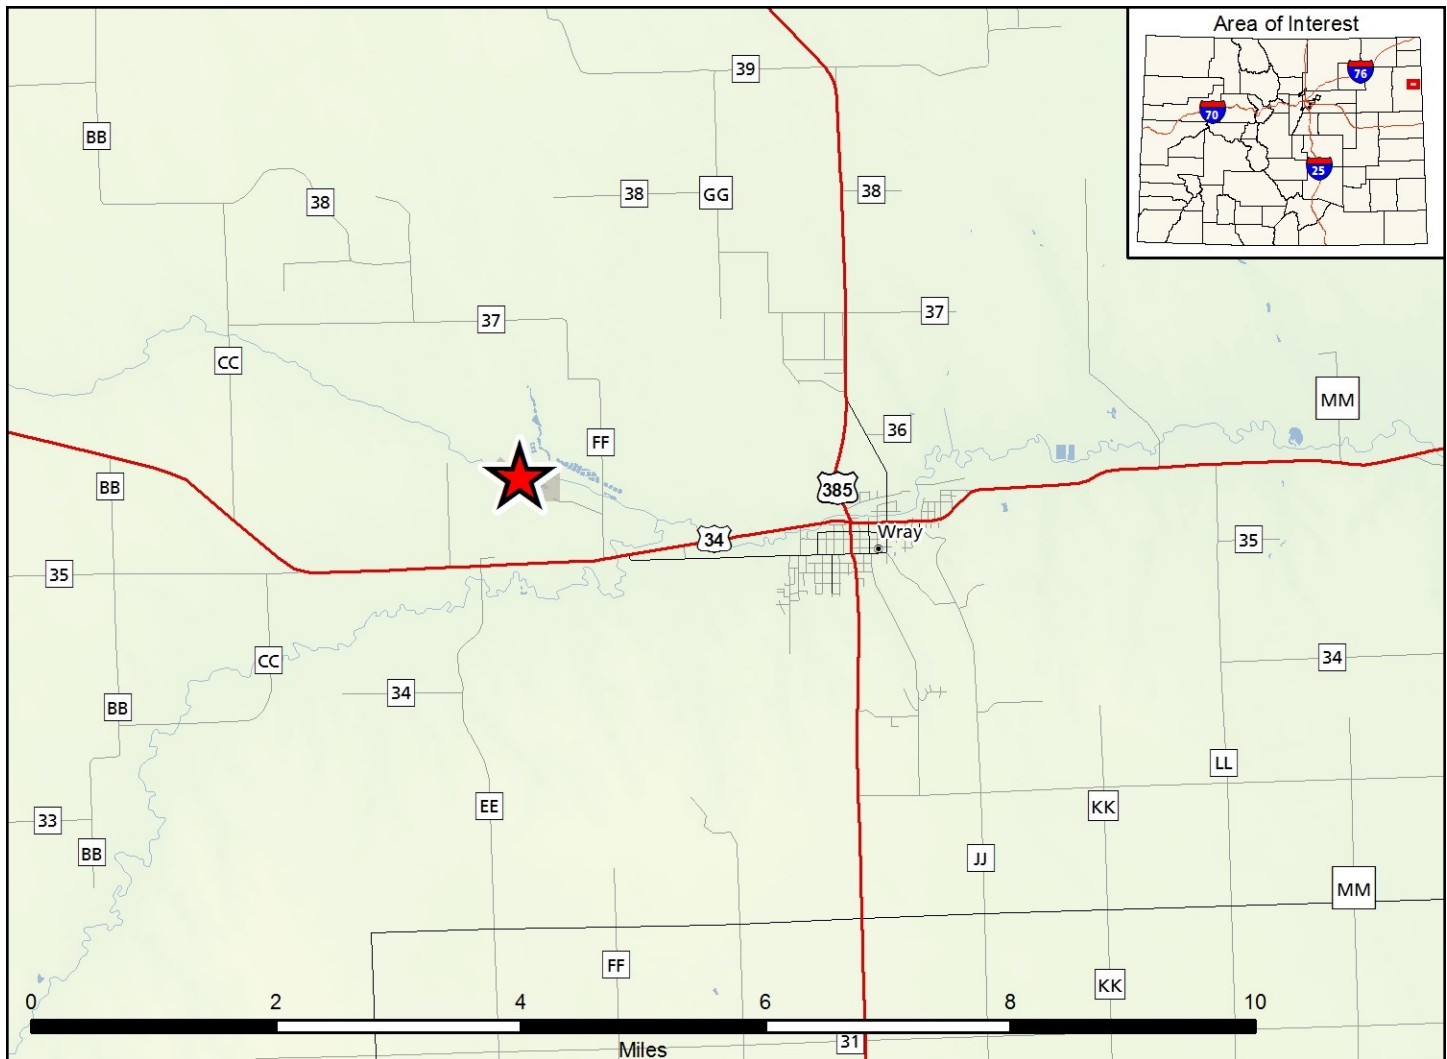 Area of Interest
39
76
BB
70
25
38
38
GG
38
37
37
CC
MM
36
FF
BB
385
Wray
34
35
35
CC
34
34
BB
LL
EE
KK
33
BB
JJ
MM
FF
KK
0 2 4 6 8 10
Miles
31